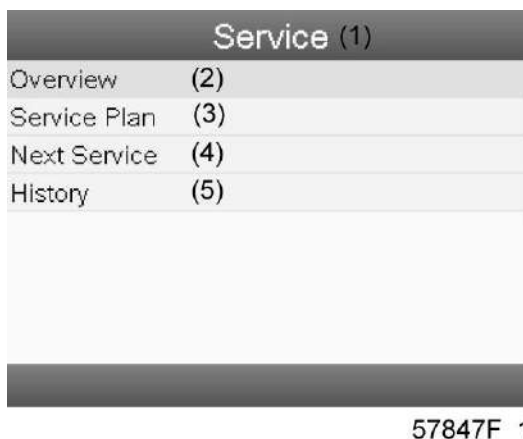 Service (1)
Overview (2)
Service Plan (3)
Next Service (4)
History (5)
57847F